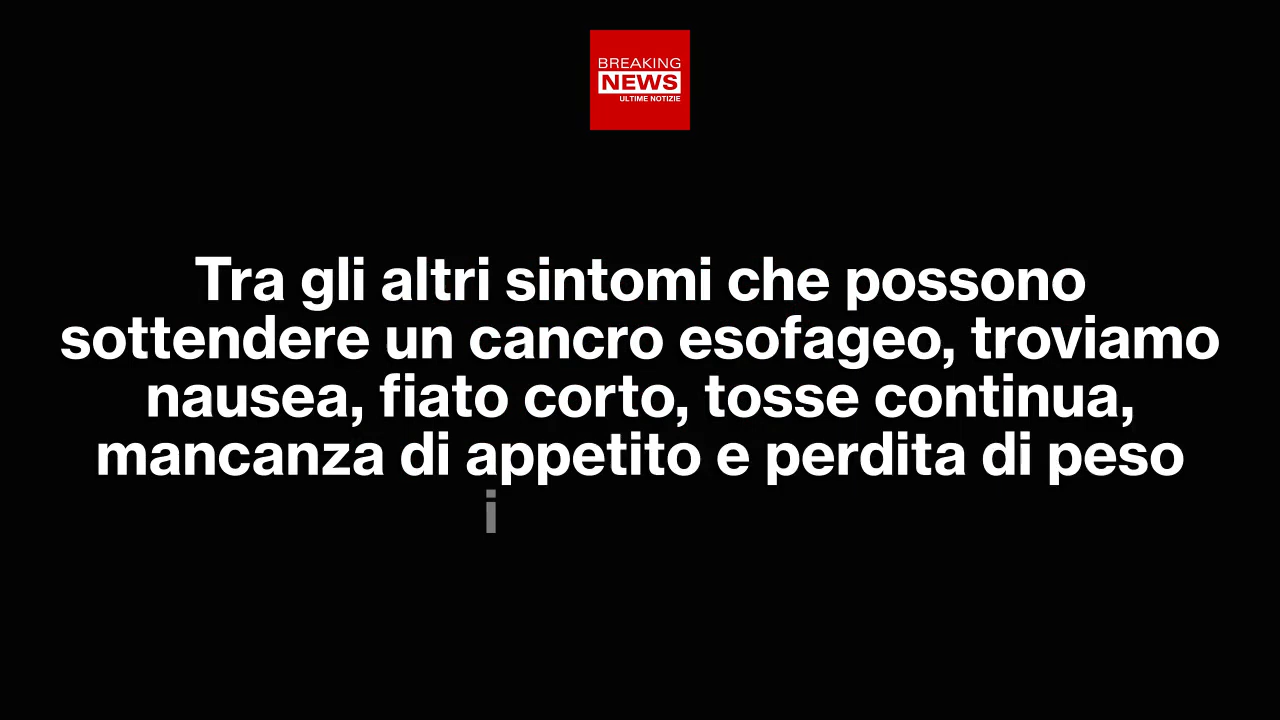 BREAKING
NEWS
ULTIME NOTIZIE
Tra gli altri sintomi che possono
sottendere un cancro esofageo, troviamo
nausea, fiato corto, tosse continua,
mancanza di appetito e perdita di peso
i